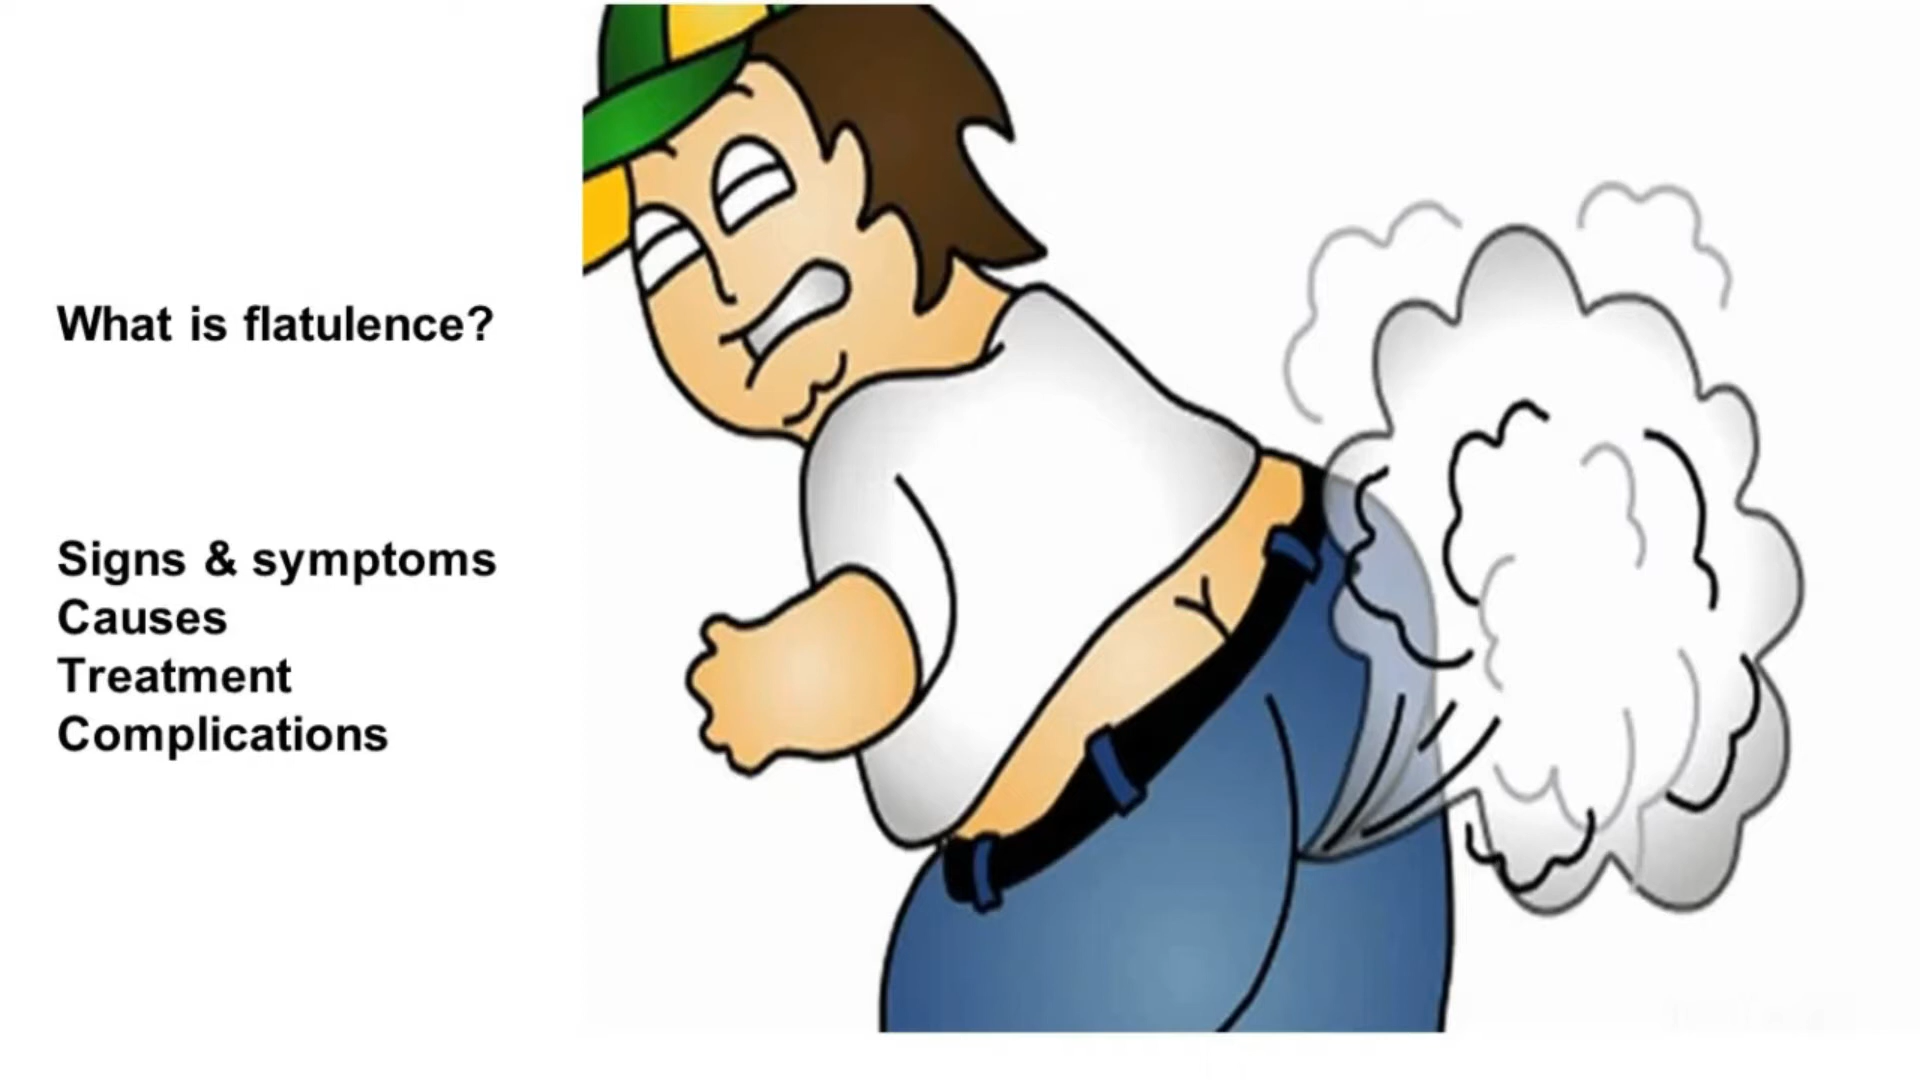 What is flatulence?
Signs & symptoms
Causes
Treatment
Complications